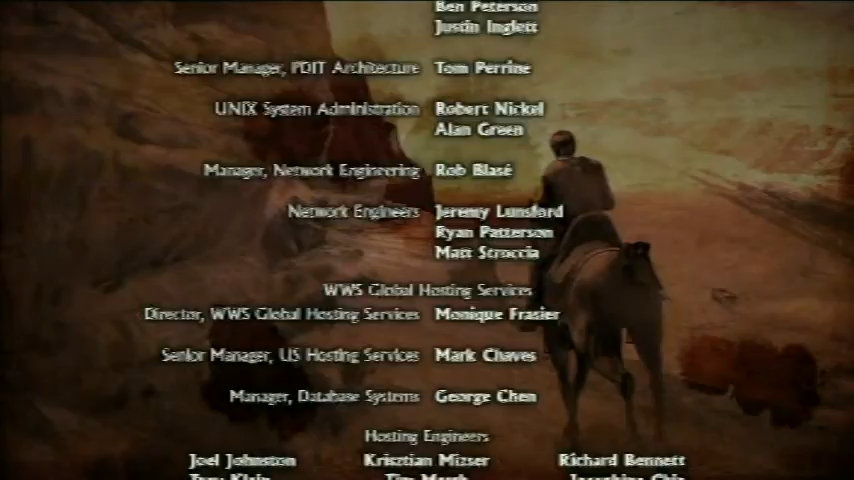 Ben Peterson
Justin Inglett
Senior Manager, PDIT Architecture Tom Perrine
UNIX System Administration Robert Nickel
Alan Green
Manager, Network Engineering Rob Blasé
Network Engineers Jeremy Lunsford
Ryan Patterson
Matt Stroccia
WWS Global Hosting Services
Director, WWS Global Hosting Services Monique Frasier
Senior Manager, US Hosting Services Mark Chaves
Manager, Database Systems George Chen
Hosting Engineers
Joel Johnston Krisztian Mizser Richard Bennett